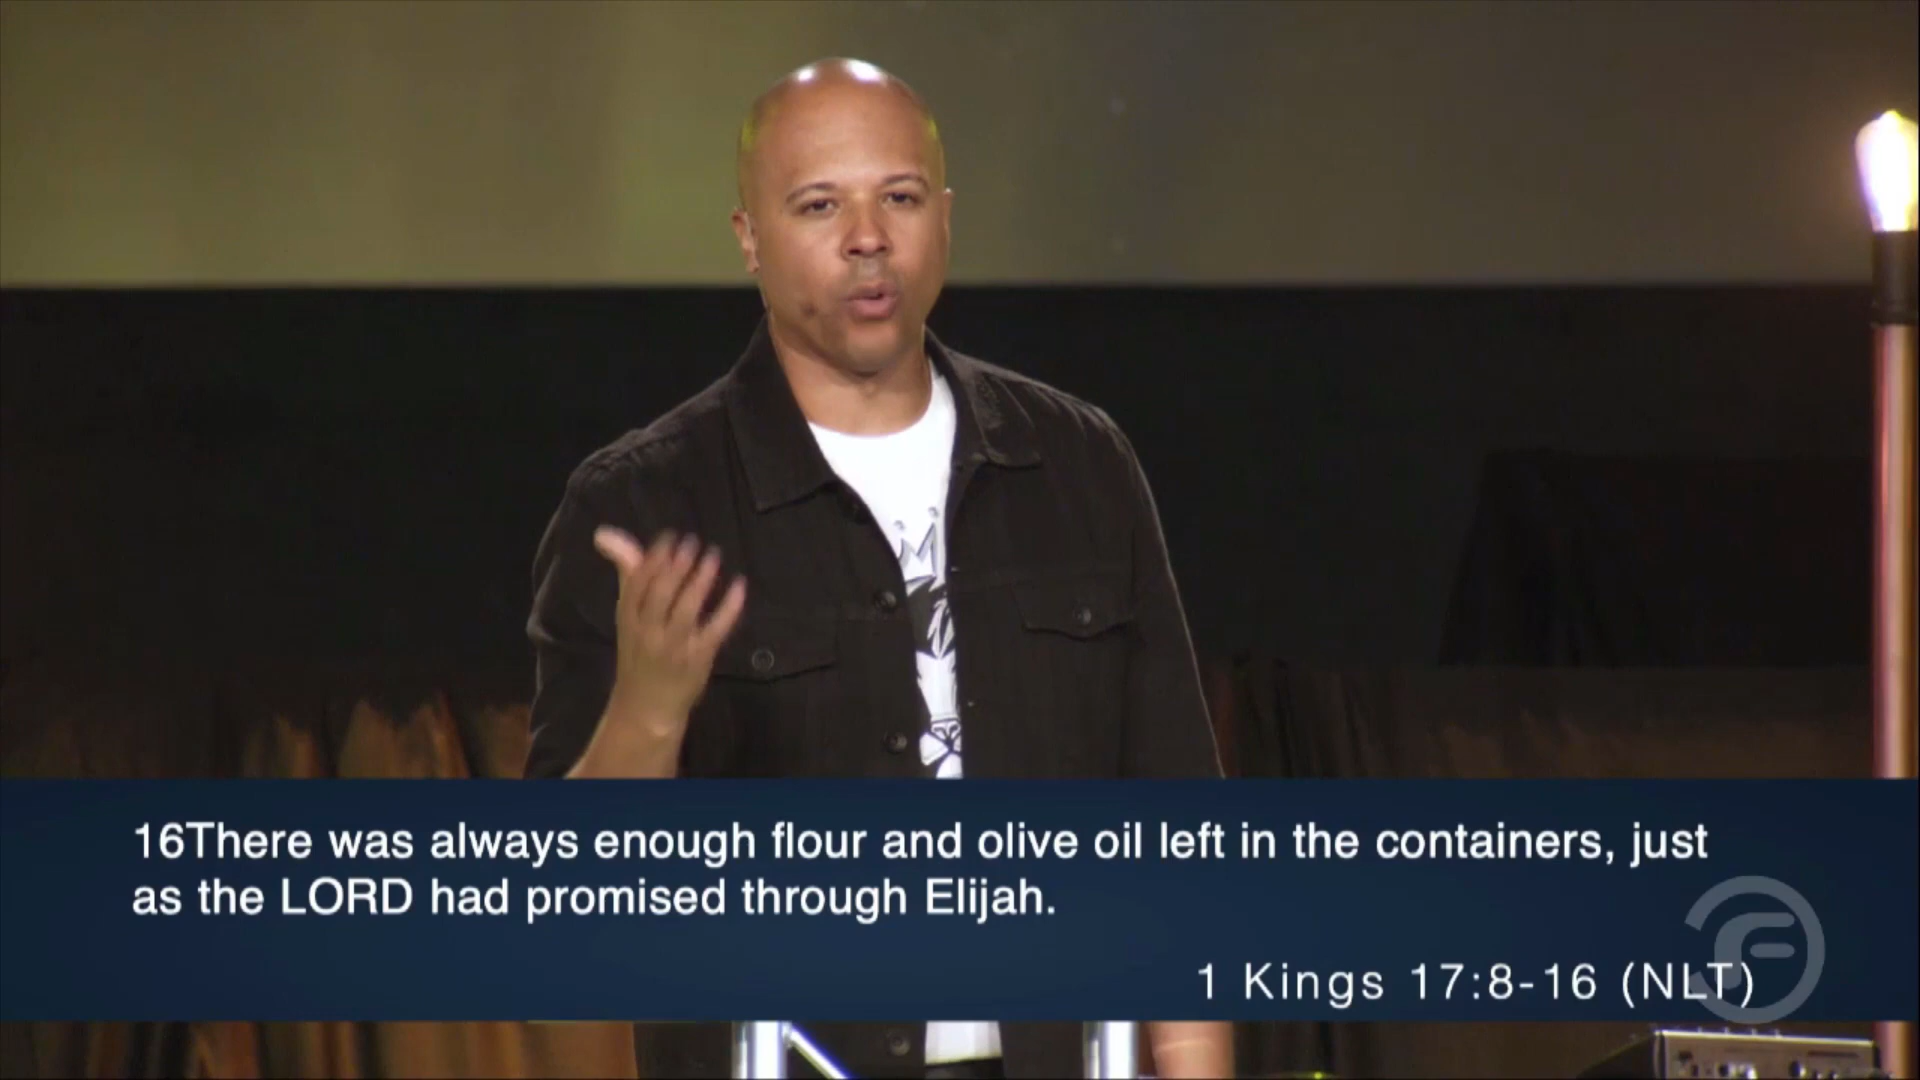 16There was always enough flour and olive oil left in the containers, just
as the LORD had promised through Elijah.
1 Kings 17:8-16 (NLT)